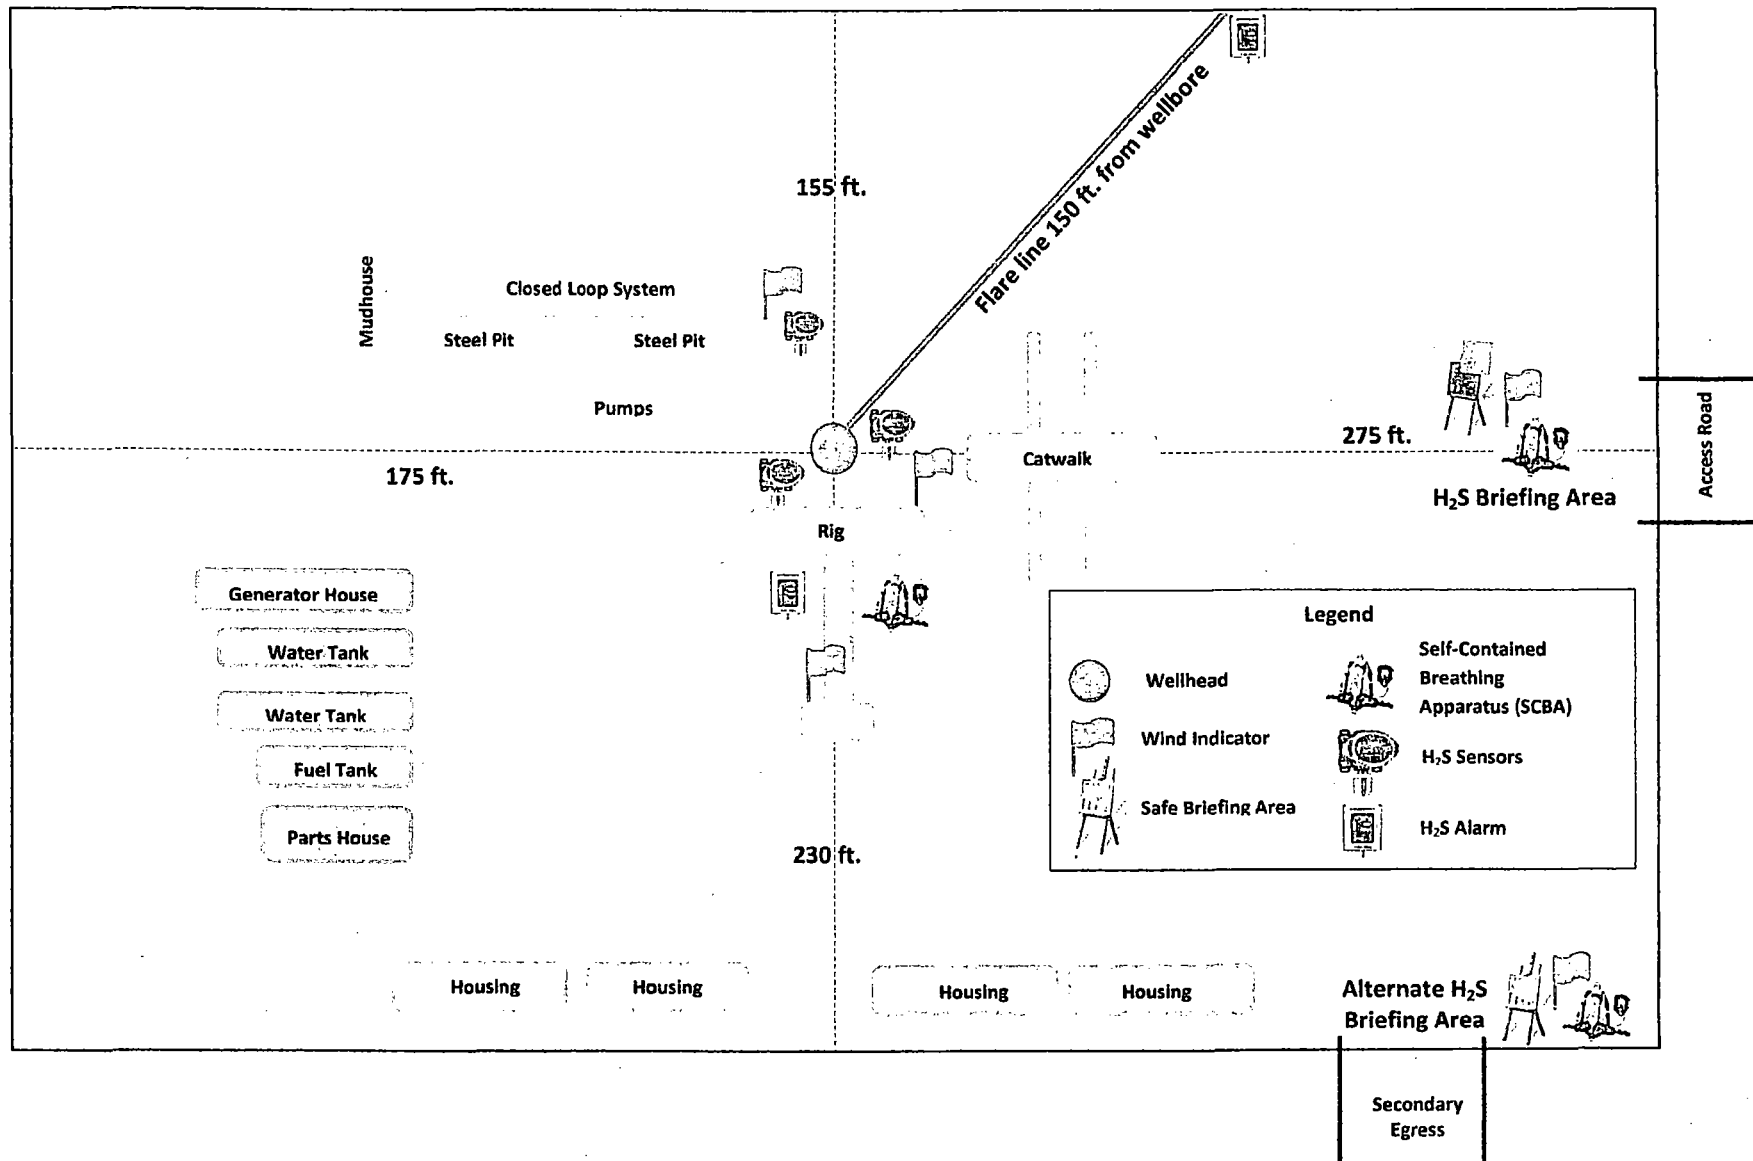 155 ft.
Flare line 150 ft. from wellbore
Mudhouse
Closed Loop System
Steel Pit
Steel Pit
Pumps
175 ft.
Catwalk
275 ft.
H₂S Briefing Area
Access Road
Rig
Generator House
Water Tank
Water Tank
Fuel Tank
Parts House
230 ft.
Legend
Wellhead
Wind Indicator
Safe Briefing Area
Self-Contained
Breathing
Apparatus (SCBA)
H₂S Sensors
H₂S Alarm
Housing
Housing
Housing
Housing
Alternate H₂S
Briefing Area
Secondary
Egress